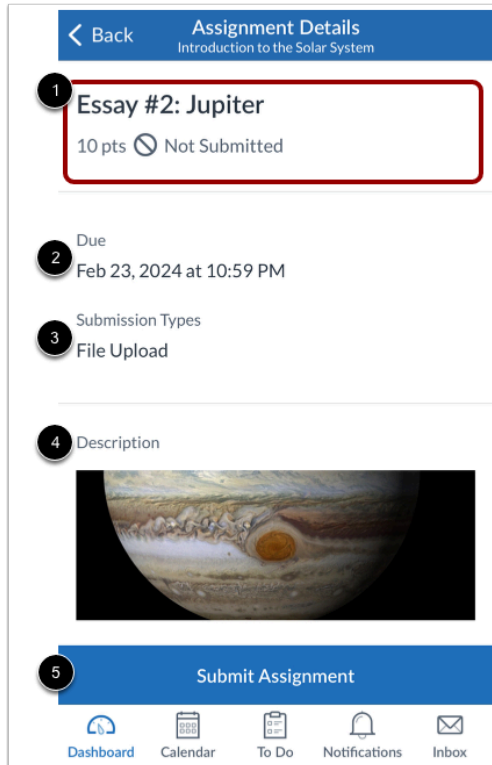 Back
Assignment Details
Introduction to the Solar System
1
Essay #2: Jupiter
10 pts Not Submitted
Due
2
Feb 23, 2024 at 10:59 PM
Submission Types
3
File Upload
4 Description
5 Submit Assignment
Dashboard Calendar To Do Notifications Inbox